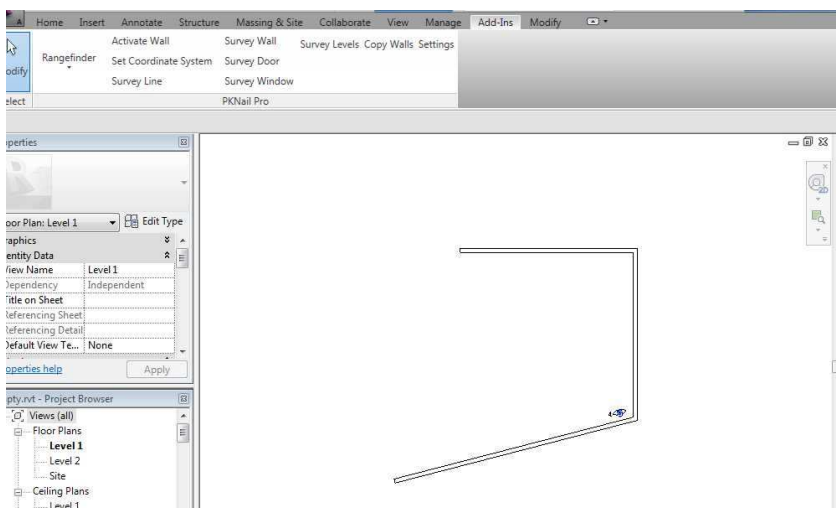 Home Insert Annotate Structure Massing & Site Collaborate View Manage Add-Ins Modify
odify
Rangefinder
Activate Wall
Set Coordinate System
Survey Line
Survey Wall
Survey Door
Survey Window
Survey Levels Copy Walls Settings
elect
PKNail Pro
operties
oor Plan: Level 1
Edit Type
raphics
entity Data
View Name Level 1
Dependency Independent
Title on Sheet
Referencing Sheet
Referencing Detail
Default View Te... None
operties help
Apply
pty.rvt - Project Browser
Views (all)
Floor Plans
Level 1
Level 2
Site
Ceiling Plans
Level 1
2D